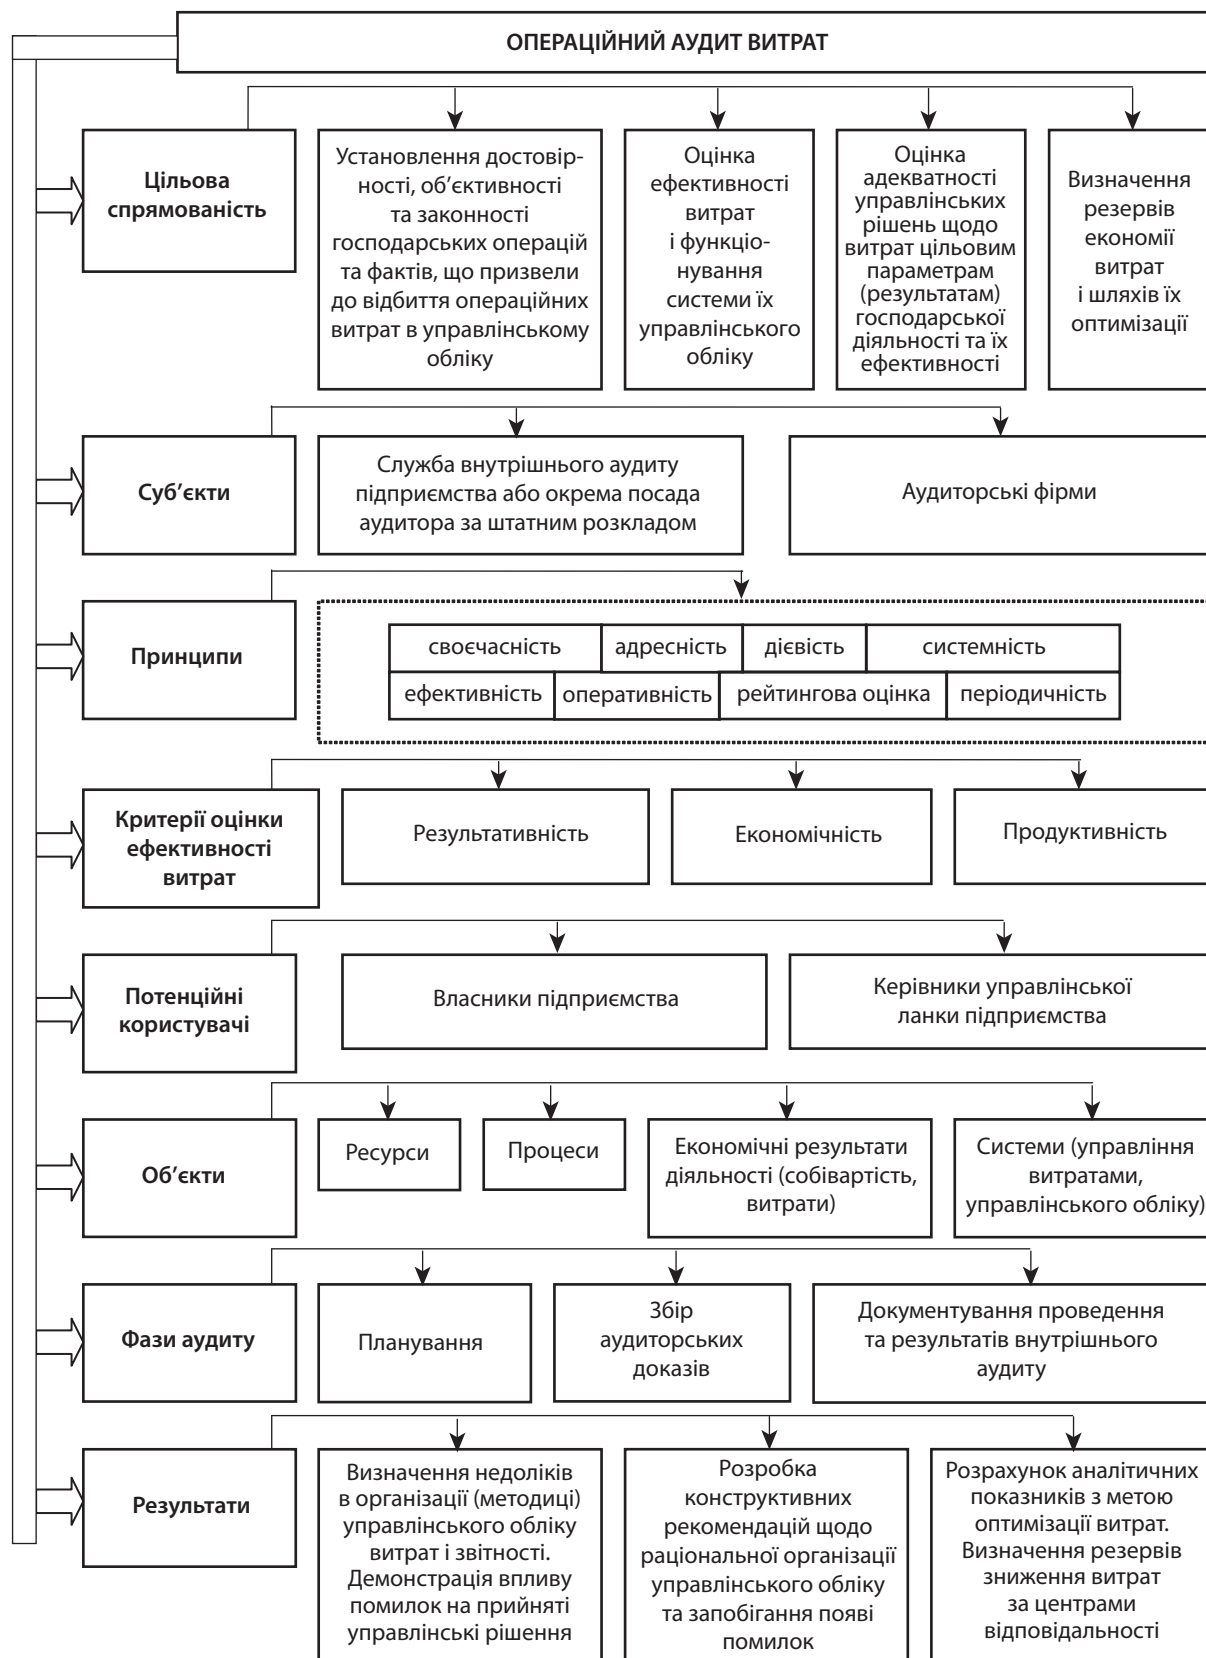 ОПЕРАЦІЙНИЙ АУДИТ ВИТРАТ
Цільова
спрямованість
Установлення достовір-
ності, об’єктивності
та законності
господарських операцій
та фактів, що призвели
до відбиття операційних
витрат в управлінському
обліку
Оцінка
ефективності
витрат
і функціо-
нування
системи їх
управлінського
обліку
Оцінка
адекватності
управлінських
рішень щодо
витрат цільовим
параметрам
(результатам)
господарської
діяльності та їх
ефективності
Визначення
резервів
економії
витрат
і шляхів їх
оптимізації
Суб’єкти
Служба внутрішнього аудиту
підприємства або окрема посада
аудитора за штатним розкладом
Аудиторські фірми
Принципи
своєчасність адресність дієвість системність
ефективність оперативність рейтингова оцінка періодичність
Критерії оцінки
ефективності
витрат
Результативність
Економічність
Продуктивність
Потенційні
користувачі
Власники підприємства
Керівники управлінської
ланки підприємства
Об’єкти
Ресурси
Процеси
Економічні результати
діяльності (собівартість,
витрати)
Системи (управління
витратами,
управлінського обліку)
Фази аудиту
Планування
Збір
аудиторських
доказів
Документування проведення
та результатів внутрішнього
аудиту
Результати
Визначення недоліків
в організації (методиці)
управлінського обліку
витрат і звітності.
Демонстрація впливу
помилок на прийняті
управлінські рішення
Розробка
конструктивних
рекомендацій щодо
раціональної організації
управлінського обліку
та запобігання появі
помилок
Розрахунок аналітичних
показників з метою
оптимізації витрат.
Визначення резервів
зниження витрат
за центрами
відповідальності